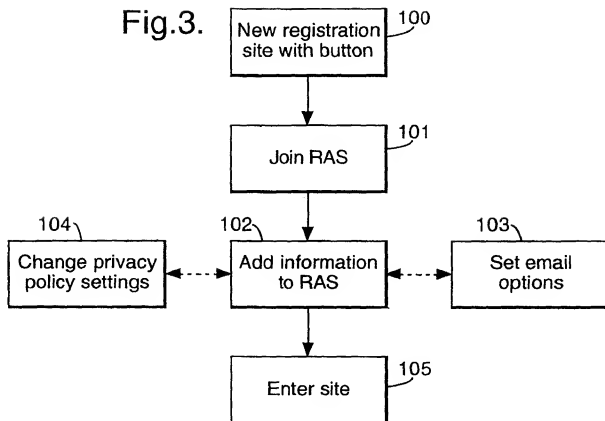 Fig.3.
New registration
site with button
100
Join RAS
101
104
Change privacy
policy settings
102
Add information
to RAS
103
Set email
options
Enter site
105